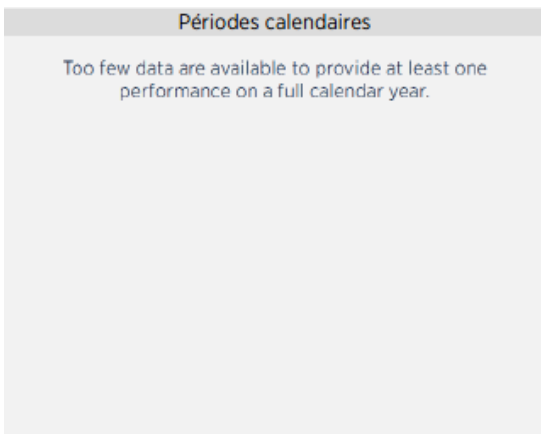 Périodes calendaires
Too few data are available to provide at least one
performance on a full calendar year.